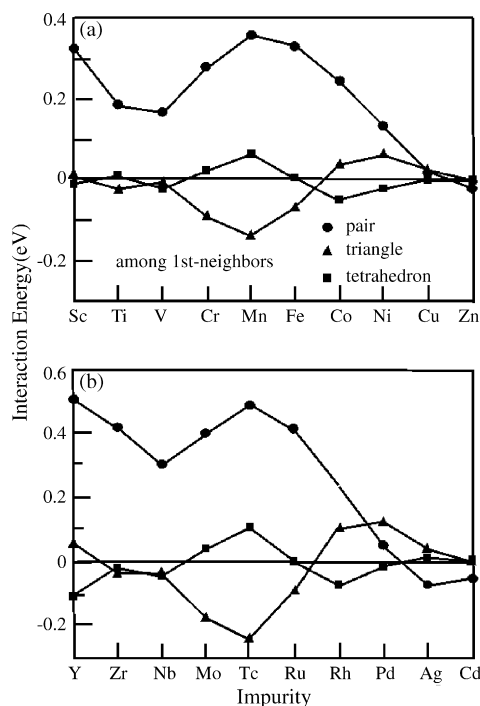 0.4
(a)
0.2
0
-0.2
pair
triangle
tetrahedron
among 1st-neighbors
Sc Ti V Cr Mn Fe Co Ni Cu Zn
Interaction Energy(eV)
0.6
(b)
0.4
0.2
0
-0.2
Y Zr Nb Mo Tc Ru Rh Pd Ag Cd
Impurity